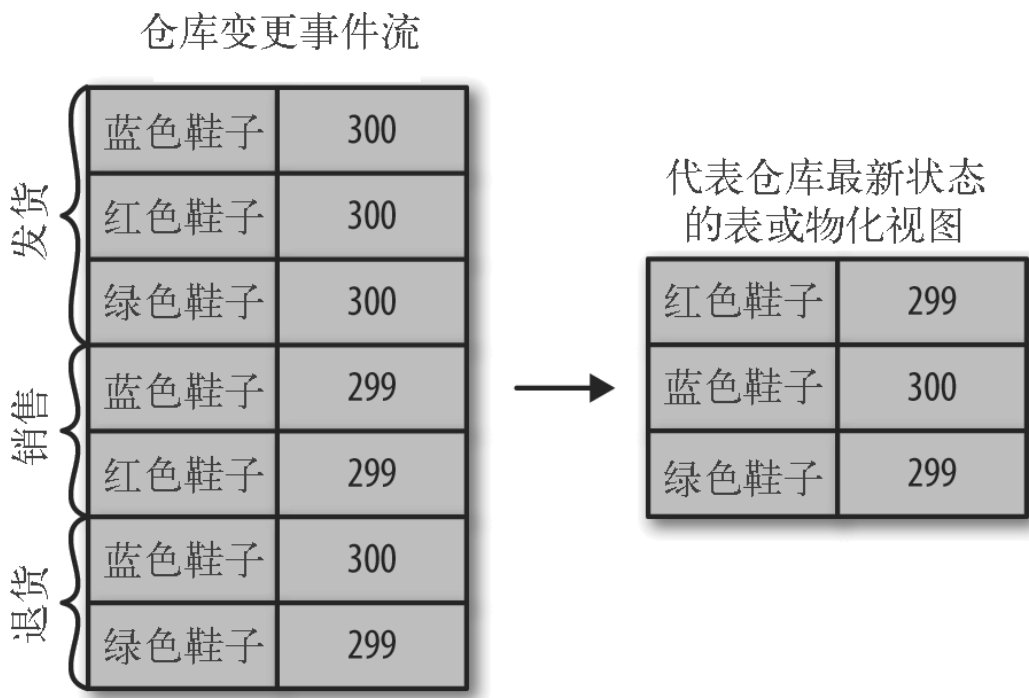 仓库变更事件流
发货
蓝色鞋子 300
红色鞋子 300
绿色鞋子 300
销售
蓝色鞋子 299
红色鞋子 299
退货
蓝色鞋子 300
绿色鞋子 299
代表仓库最新状态
的表或物化视图
红色鞋子 299
蓝色鞋子 300
绿色鞋子 299